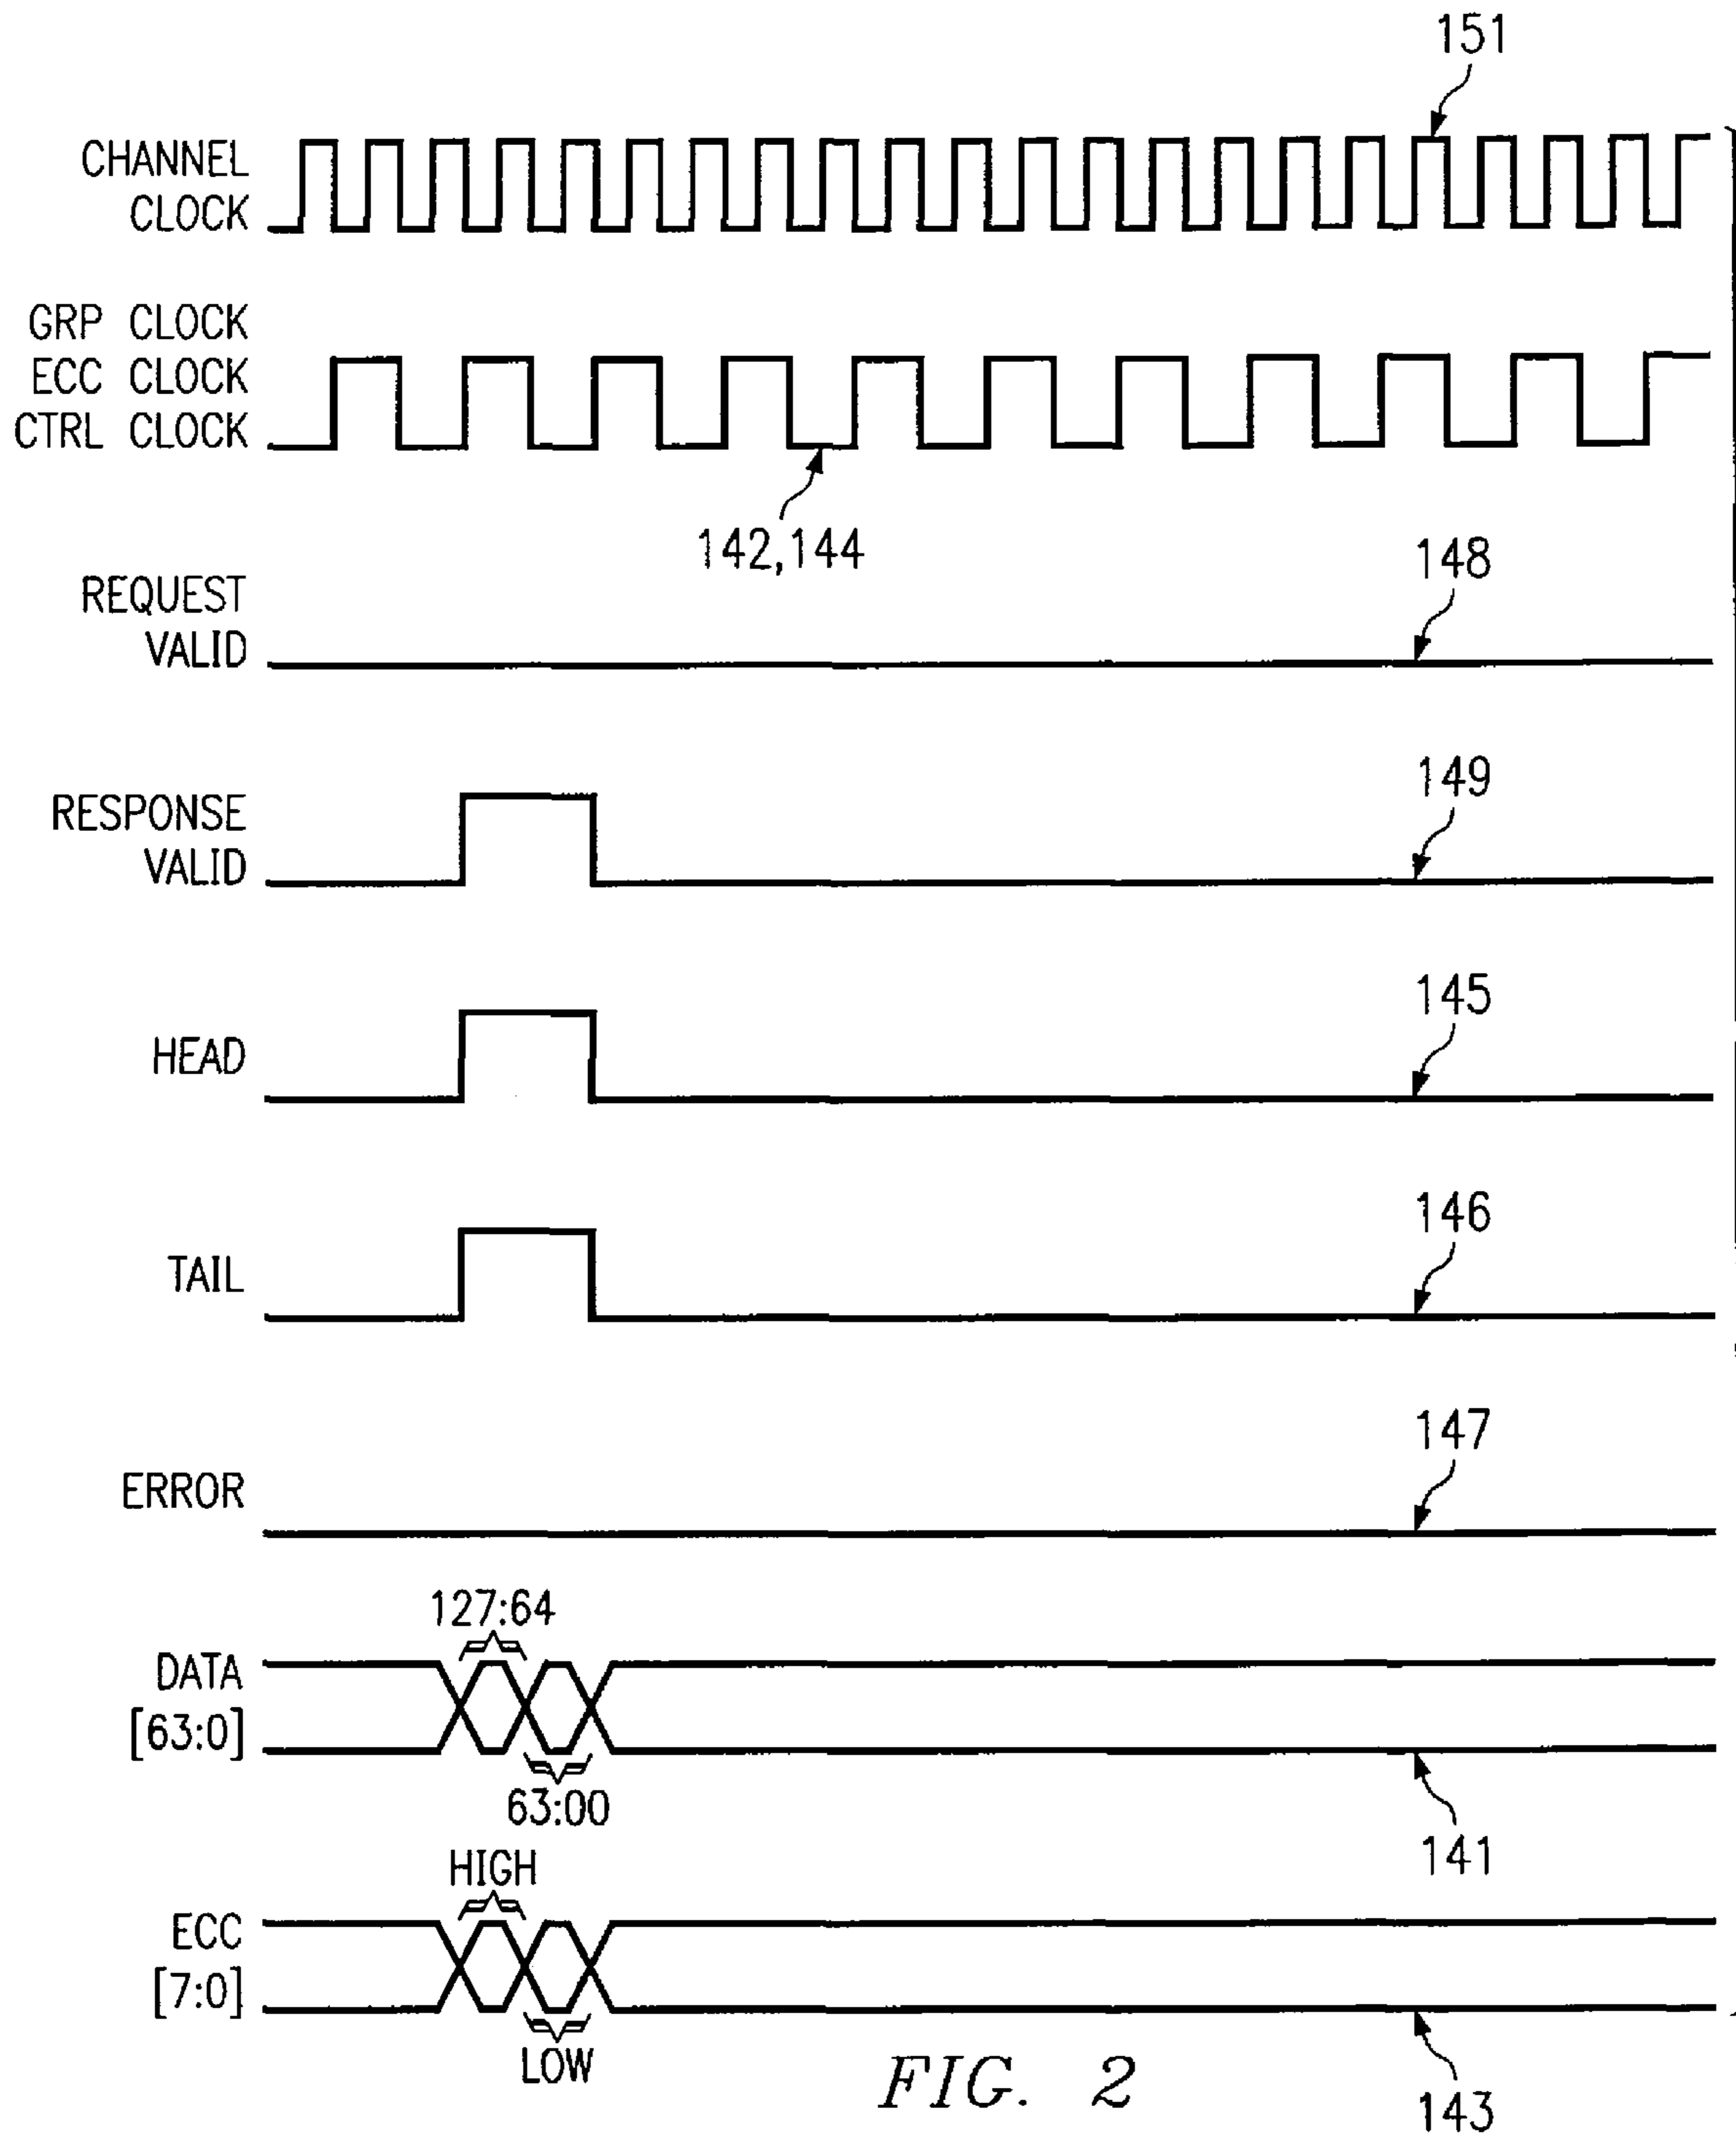 151
CHANNEL
CLOCK
GRP CLOCK
ECC CLOCK
CTRL CLOCK
142,144
148
REQUEST
VALID
149
RESPONSE
VALID
145
HEAD
146
TAIL
147
ERROR
127:64
DATA
[63:0]
63:00
141
HIGH
ECC
[7:0]
LOW
143
FIG. 2